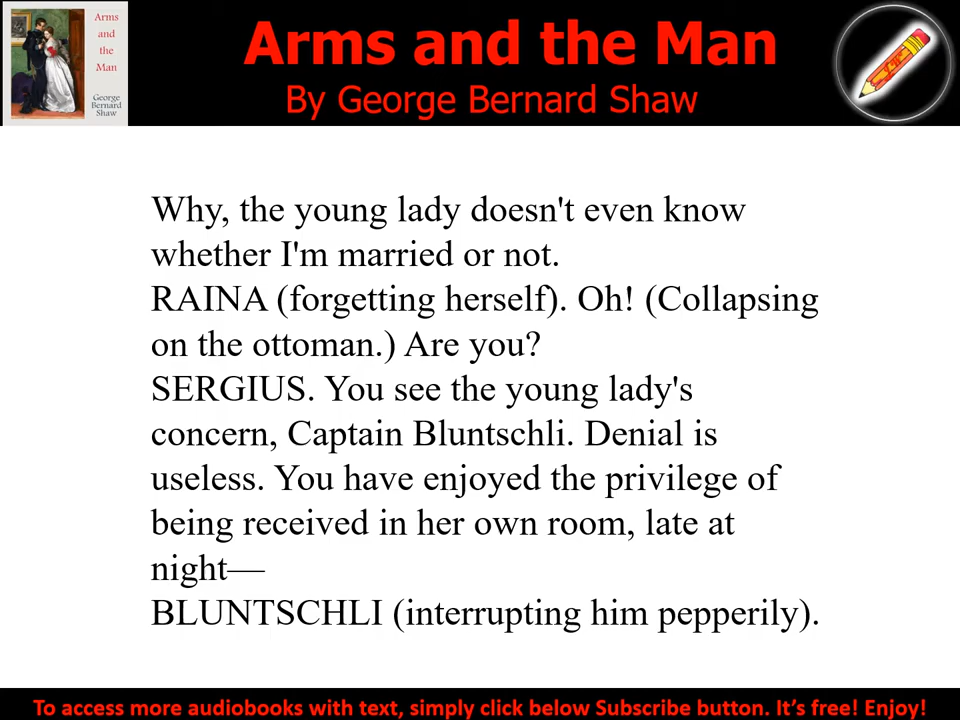 Arms
and
the
Man
George
Bernard
Shaw
Arms and the Man
By George Bernard Shaw
Why, the young lady doesn't even know
whether I'm married or not.
RAINA (forgetting herself). Oh! (Collapsing
on the ottoman.) Are you?
SERGIUS. You see the young lady's
concern, Captain Bluntschli. Denial is
useless. You have enjoyed the privilege of
being received in her own room, late at
night—
BLUNTSCHLI (interrupting him pepperily).
To access more audiobooks with text, simply click below Subscribe button. It's free! Enjoy!